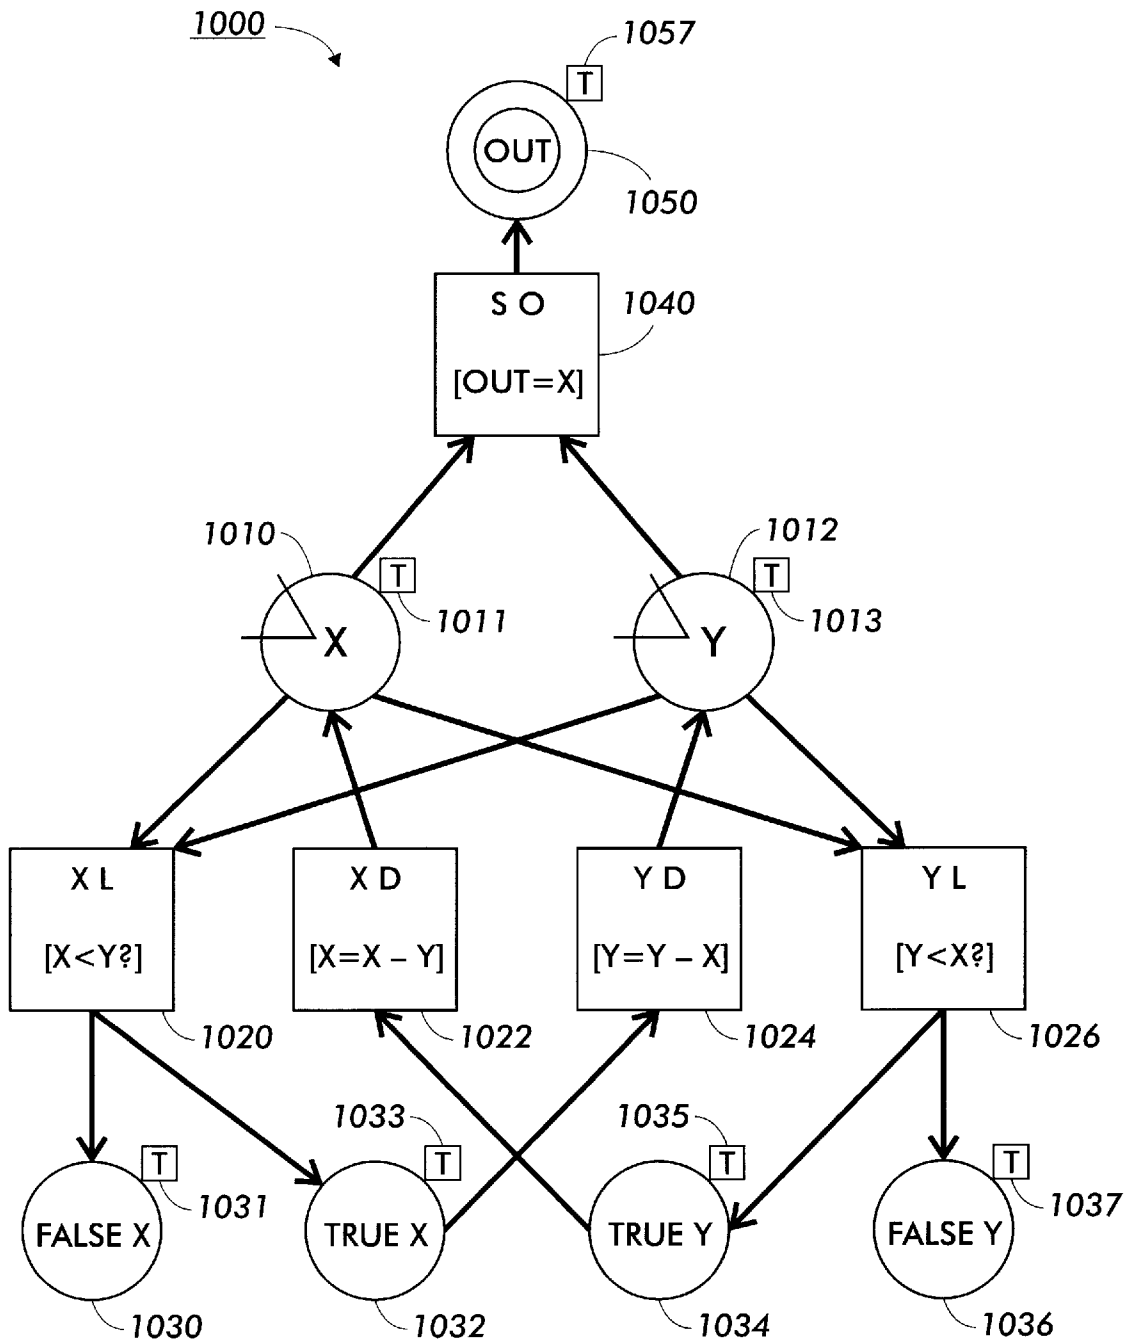 1000
1057
T
OUT
1050
S O
1040
[OUT=X]
1010
1012
T
T
1011
1013
X
Y
X L
X D
Y D
Y L
[X<Y?]
[X=X – Y]
[Y=Y – X]
[Y<X?]
1020
1022
1024
1026
1033
1035
T
T
T
T
1031
1037
FALSE X
TRUE X
TRUE Y
FALSE Y
1030
1032
1034
1036